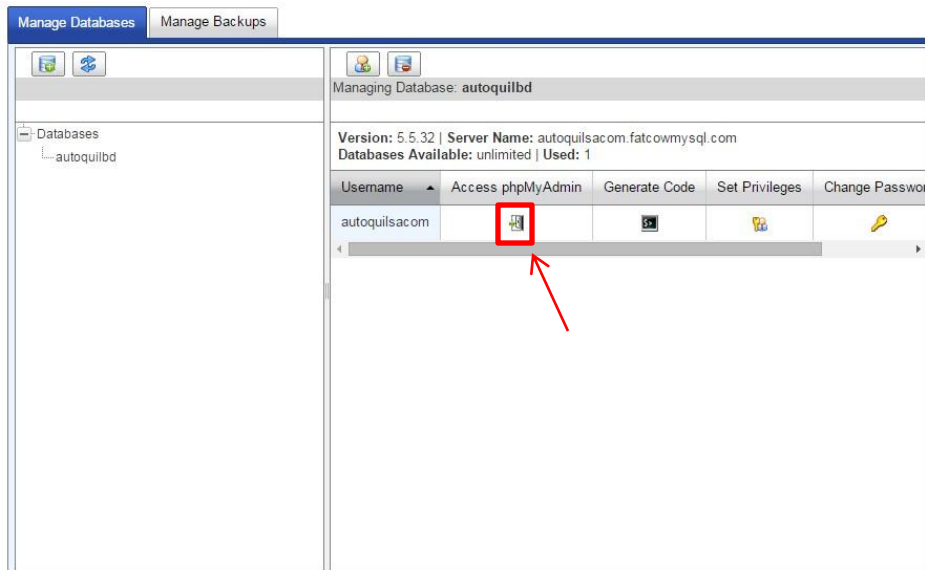 Manage Databases
Manage Backups
Managing Database: autoquilbd
Databases
autoquilbd
Version: 5.5.32 | Server Name: autoquilsacom.fatcowmysql.com
Databases Available: unlimited | Used: 1
Username Access phpMyAdmin Generate Code Set Privileges Change Passwor
autoquilsacom